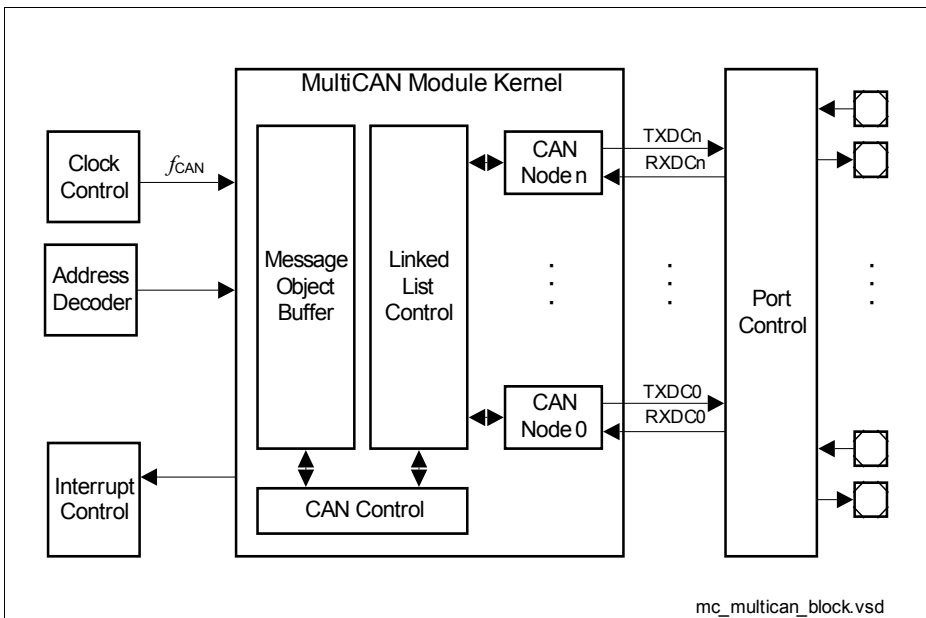 MultiCAN Module Kernel
Clock
Control
fCAN
Address
Decoder
Interrupt
Control
Message
Object
Buffer
Linked
List
Control
CAN Control
CAN
Node n
CAN
Node 0
TXDCn
RXDCn
TXDC0
RXDC0
Port
Control
mc_multican_block.vsd